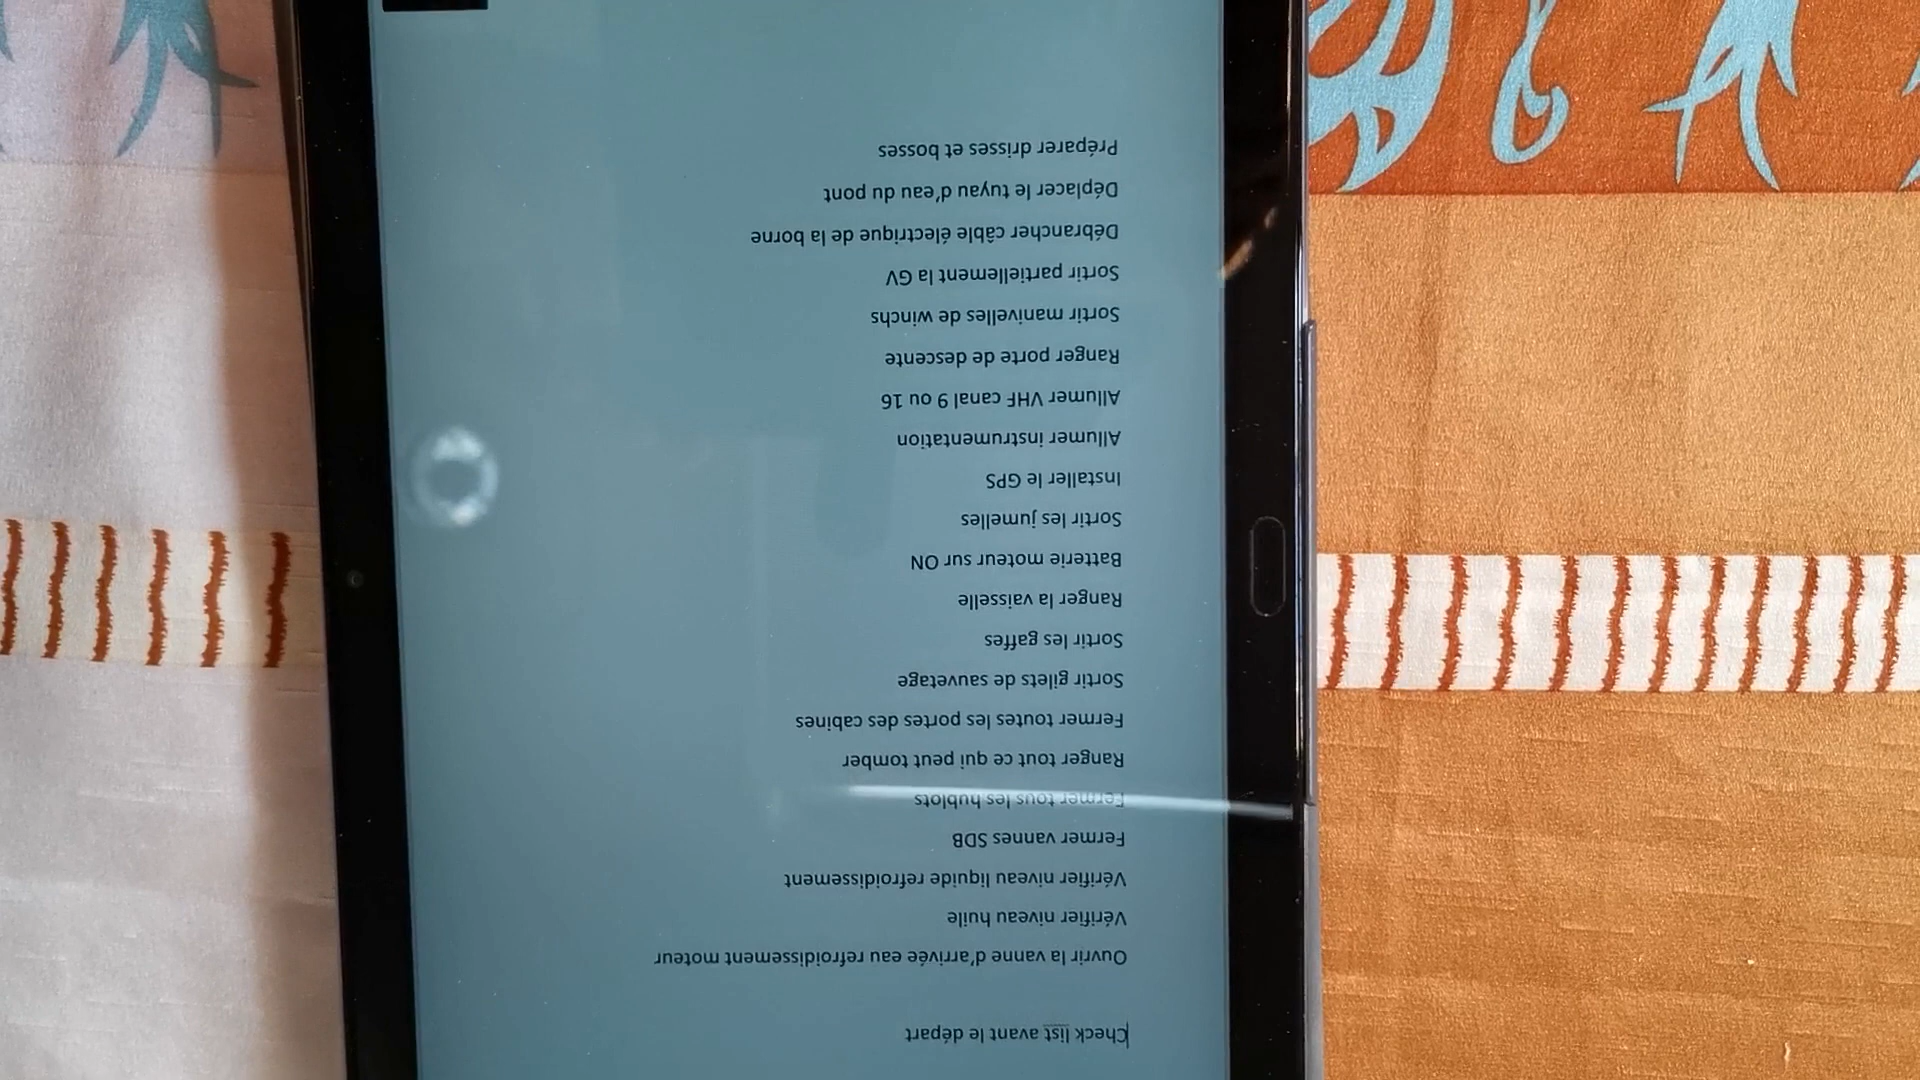 Check list avant le départ
Ouvrir la vanne d'arrivée eau refroidissement moteur
Vérifier niveau huile
Vérifier niveau liquide refroidissement
Fermer vannes SDB
Fermer tous les hublots
Ranger tout ce qui peut tomber
Fermer toutes les portes des cabines
Sortir gilets de sauvetage
Sortir les gaffes
Ranger la vaisselle
Batterie moteur sur ON
Sortir les jumelles
Installer le GPS
Allumer instrumentation
Allumer VHF canal 9 ou 16
Ranger porte de descente
Sortir manivelles de winchs
Sortir partiellement la GV
Débrancher câble électrique de la borne
Déplacer le tuyau d'eau du pont
Préparer drisses et bosses